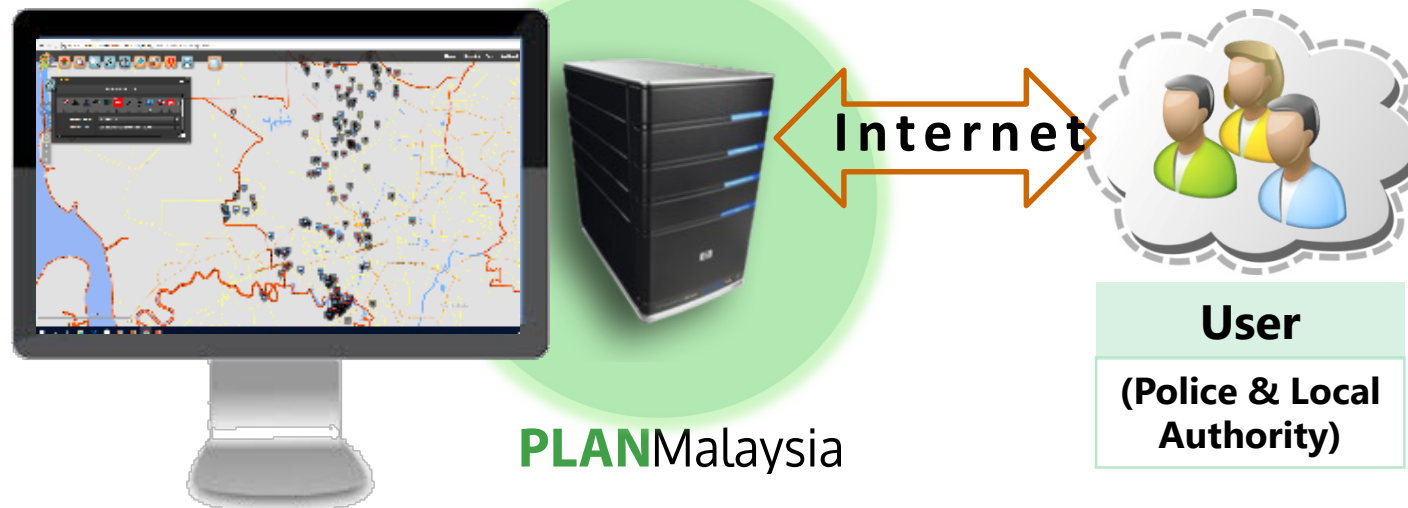 Internet
PLANMalaysia
User
(Police & Local
Authority)